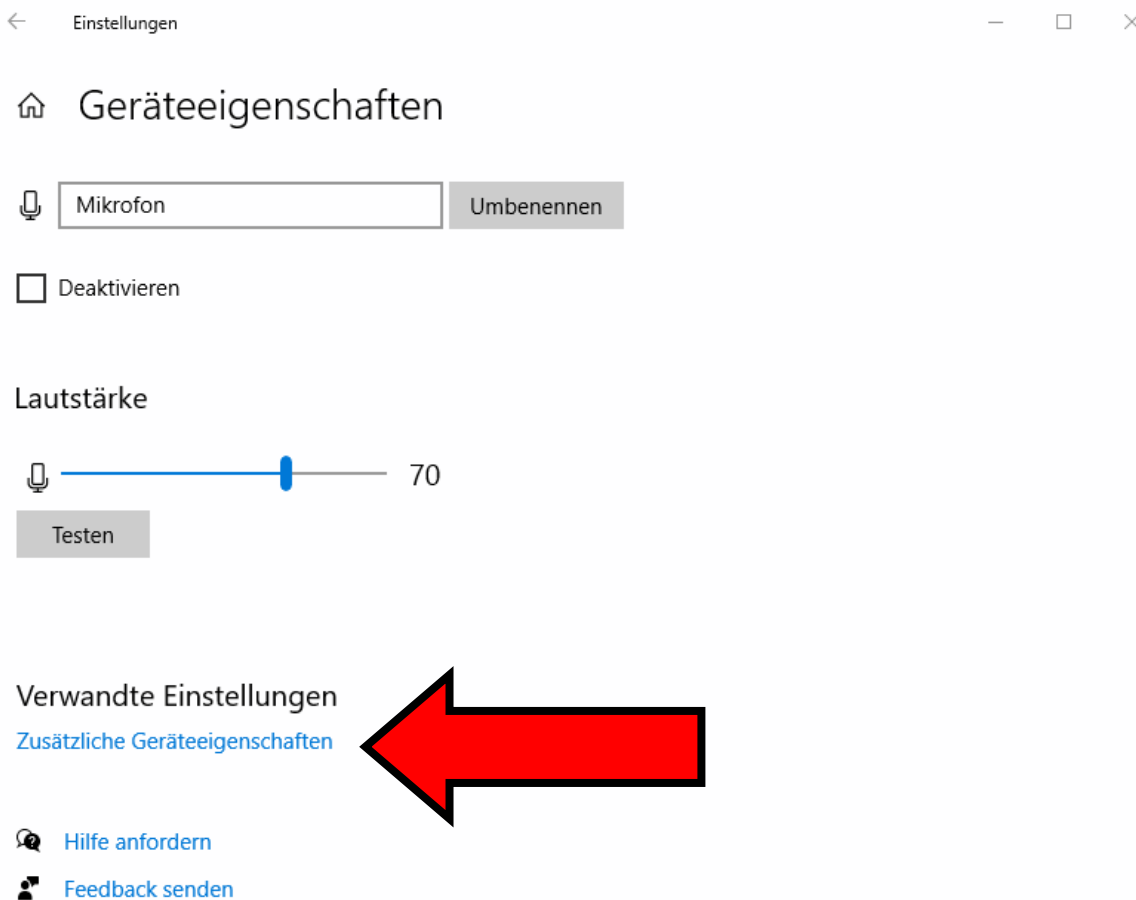 Einstellungen
Geräteeigenschaften
Mikrofon
Umbenennen
Deaktivieren
Lautstärke
70
Testen
Verwandte Einstellungen
Zusätzliche Geräteeigenschaften
Hilfe anfordern
Feedback senden